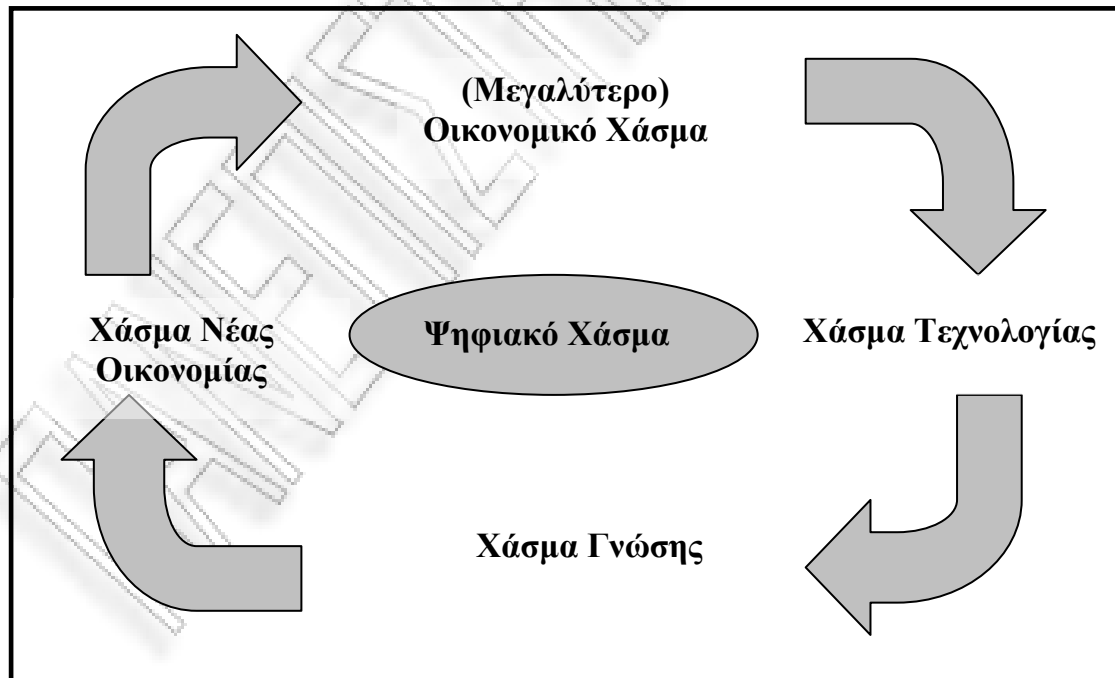 (Μεγαλύτερο)
Οικονομικό Χάσμα
Χάσμα Νέας
Οικονομίας
Ψηφιακό Χάσμα
Χάσμα Τεχνολογίας
Χάσμα Γνώσης